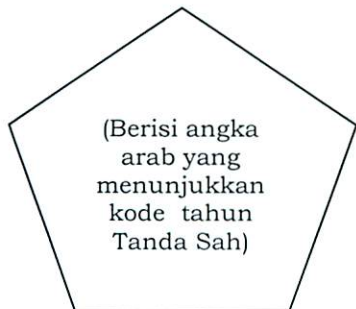 (Berisi angka
arab yang
menunjukkan
kode tahun
Tanda Sah)